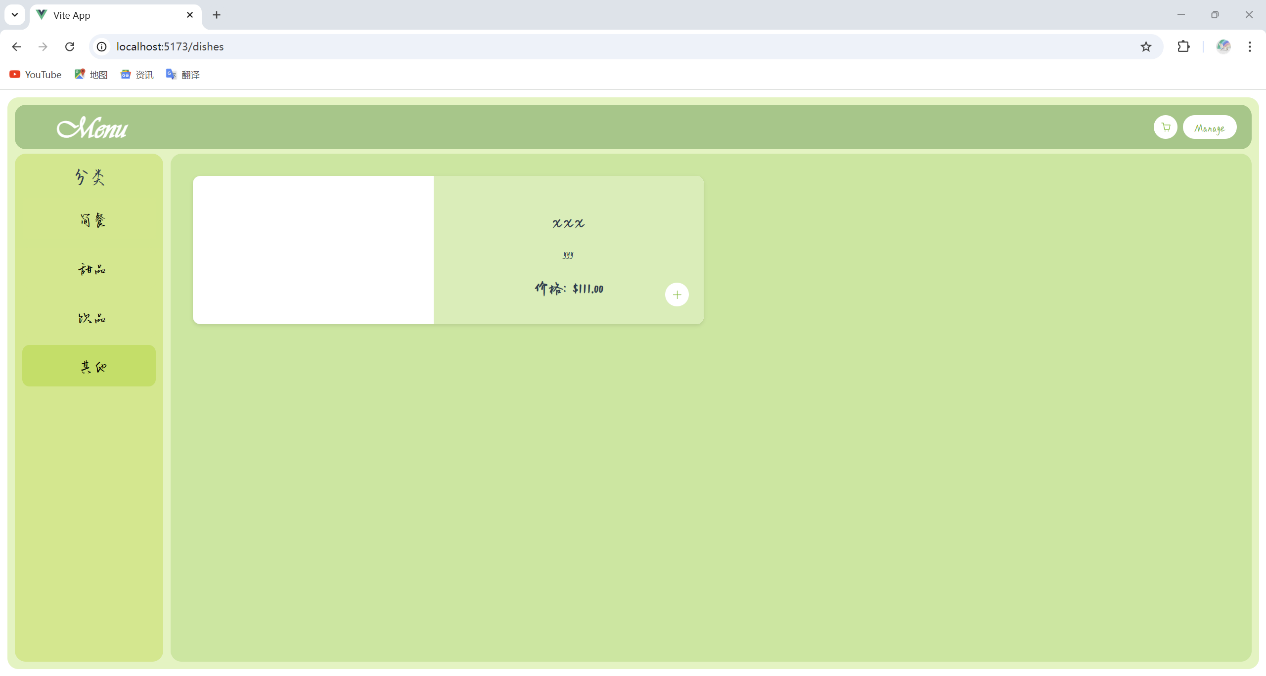 Vite App
localhost:5173/dishes
YouTube 地图 资讯 翻译
Menu
Manage
分类
简餐
甜品
饮品
其他
xxx
yyy
价格: $111.00